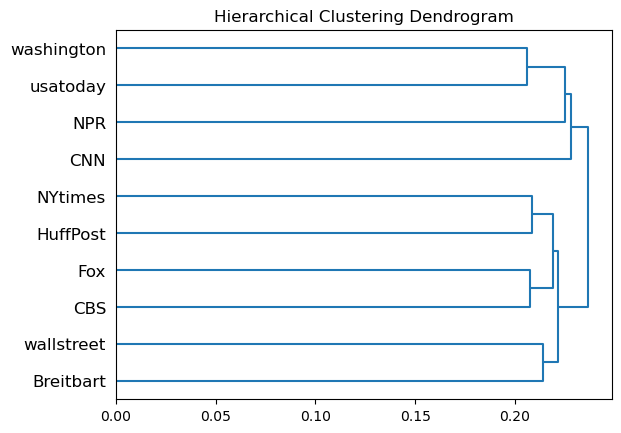 Hierarchical Clustering Dendrogram
washington
usatoday
NPR
CNN
NYtimes
HuffPost
Fox
CBS
wallstreet
Breitbart
0.00 0.05 0.10 0.15 0.20